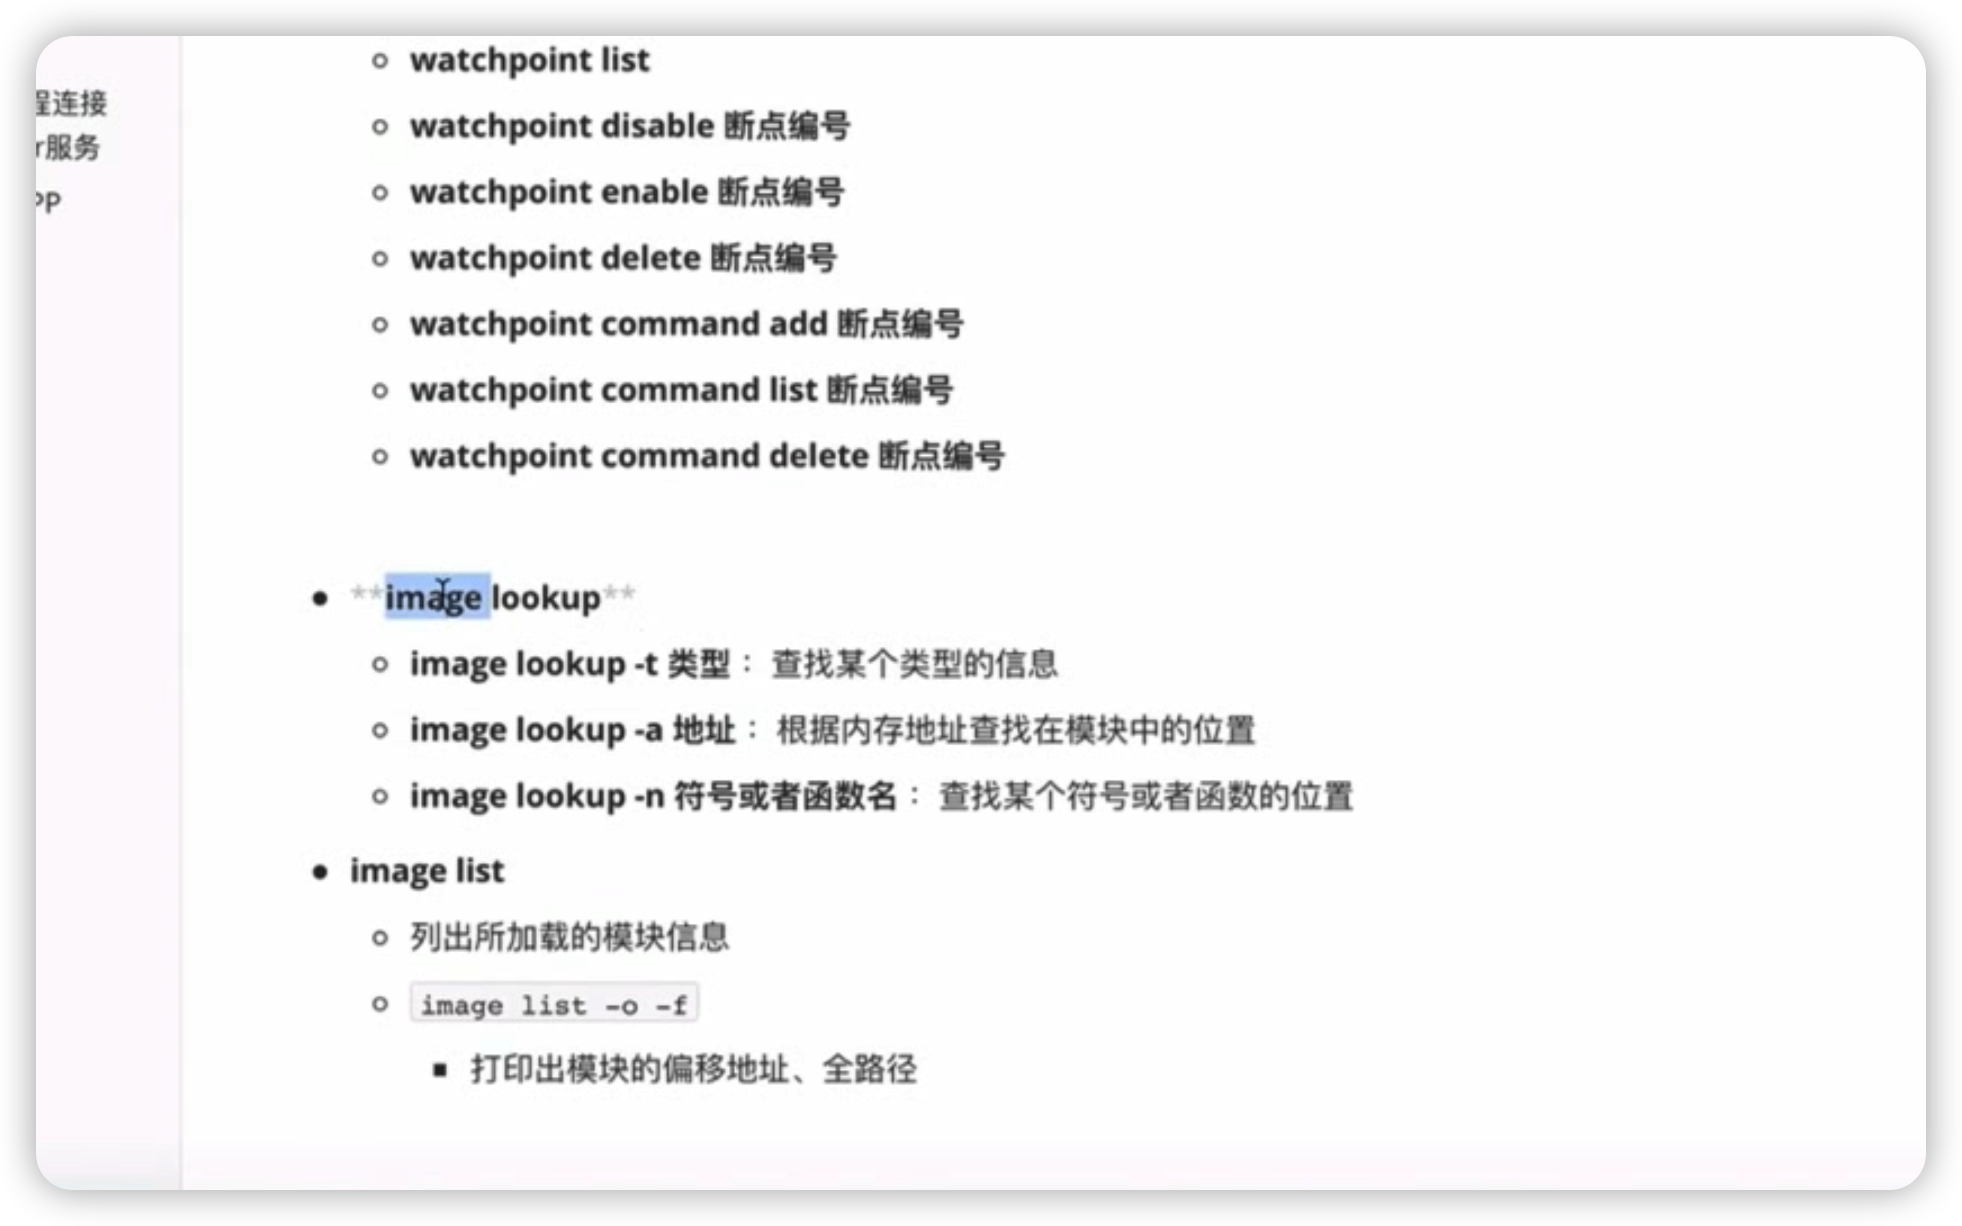 watchpoint list
程连接
watchpoint disable 断点编号
r服务
watchpoint enable 断点编号
PP
watchpoint delete 断点编号
watchpoint command add 断点编号
watchpoint command list 断点编号
watchpoint command delete 断点编号
**image lookup**
image lookup -t 类型： 查找某个类型的信息
image lookup -a 地址： 根据内存地址查找在模块中的位置
image lookup -n 符号或者函数名： 查找某个符号或者函数的位置
image list
列出所加载的模块信息
image list -o -f
打印出模块的偏移地址、全路径